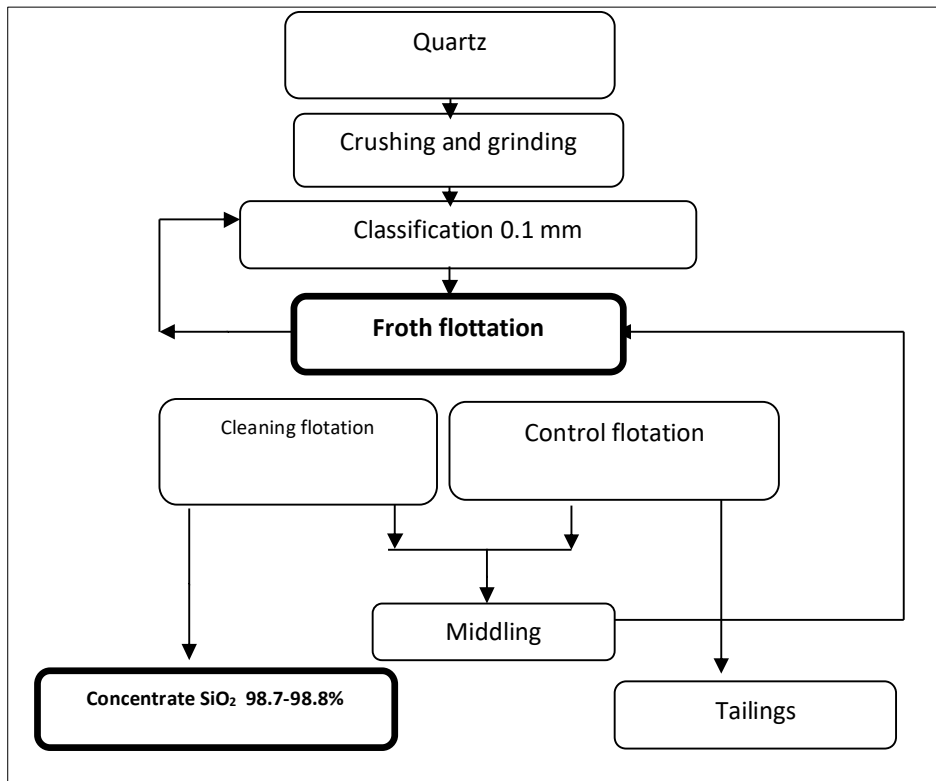 Quartz
Crushing and grinding
Classification 0.1 mm
Froth flottation
Cleaning flotation
Control flotation
Middling
Concentrate SiO₂ 98.7-98.8%
Tailings